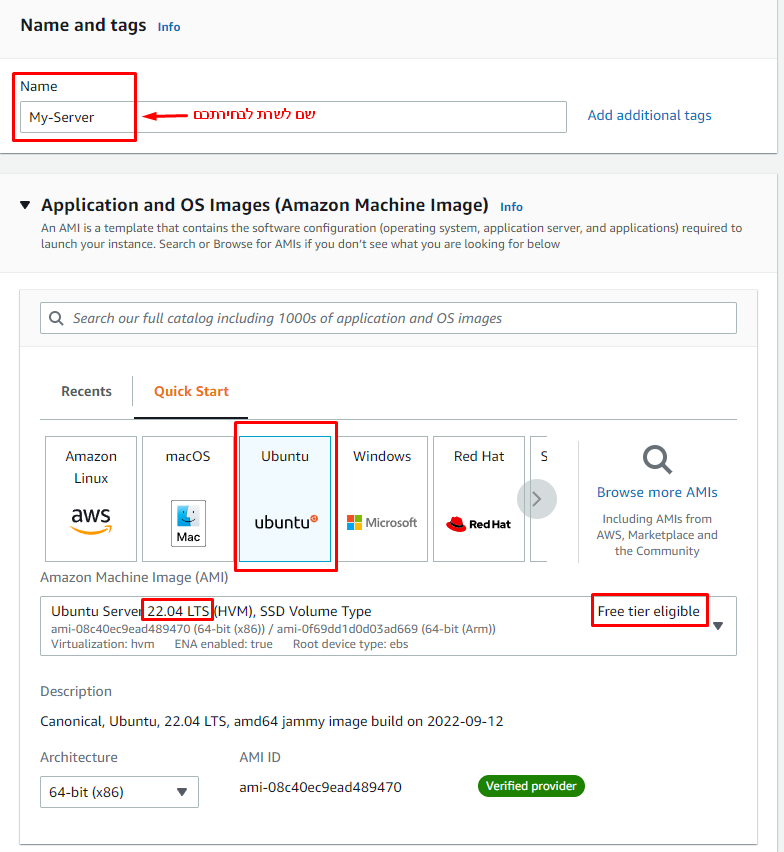 Name and tags Info
Name
My-Server
שם לשרת לבחירתכם
Add additional tags
Application and OS Images (Amazon Machine Image) Info
An AMI is a template that contains the software configuration (operating system, application server, and applications) required to
launch your instance. Search or Browse for AMIs if you don't see what you are looking for below
Search our full catalog including 1000s of application and OS images
Recents
Quick Start
Amazon
Linux
aws
macOS
Mac
Ubuntu
ubuntu
Windows
Microsoft
Red Hat
Red Hat
S
Browse more AMIs
Including AMIs from
AWS, Marketplace and
the Community
Amazon Machine Image (AMI)
Ubuntu Server 22.04 LTS (HVM), SSD Volume Type
Free tier eligible
ami-08c40ec9ead489470 (64-bit (x86)) / ami-0f69dd1d0d03ad669 (64-bit (Arm))
Virtualization: hvm ENA enabled: true Root device type: ebs
Description
Canonical, Ubuntu, 22.04 LTS, amd64 jammy image build on 2022-09-12
Architecture
64-bit (x86)
AMI ID
ami-08c40ec9ead489470
Verified provider